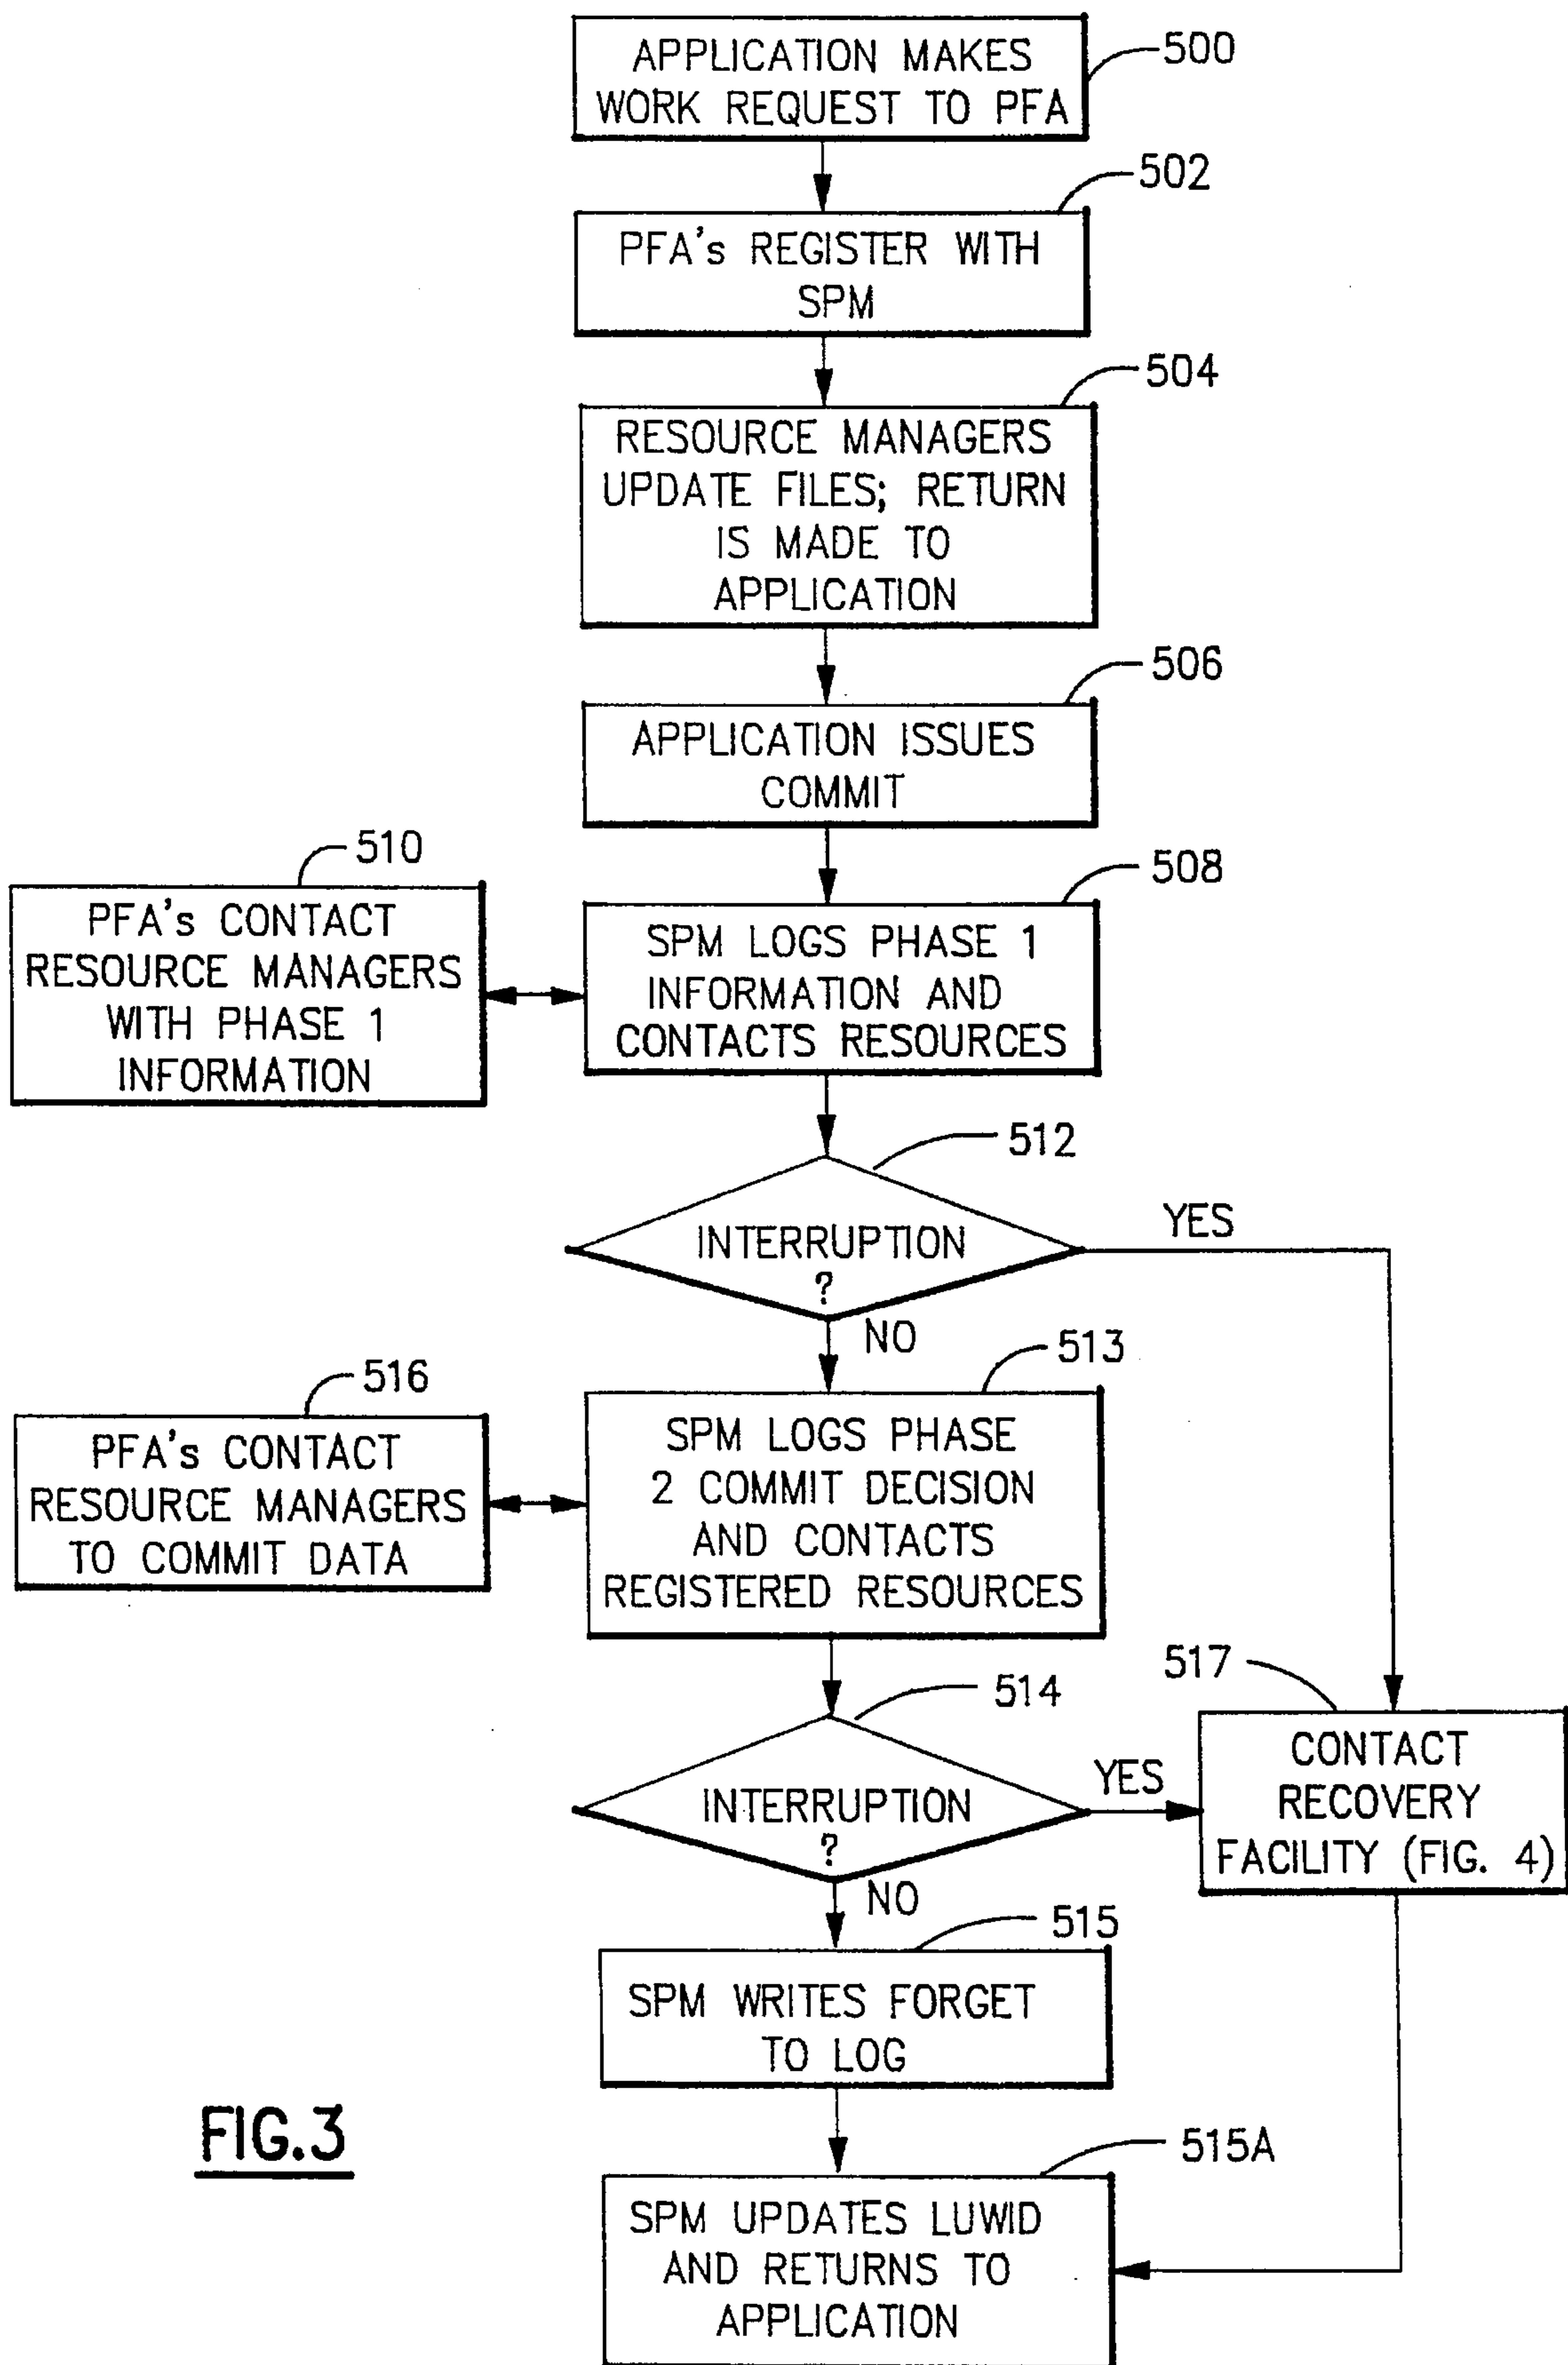 APPLICATION MAKES
WORK REQUEST TO PFA
500
502
PFA's REGISTER WITH
SPM
504
RESOURCE MANAGERS
UPDATE FILES; RETURN
IS MADE TO
APPLICATION
506
APPLICATION ISSUES
COMMIT
510
PFA's CONTACT
RESOURCE MANAGERS
WITH PHASE 1
INFORMATION
508
SPM LOGS PHASE 1
INFORMATION AND
CONTACTS RESOURCES
512
INTERRUPTION
?
YES
NO
516
PFA's CONTACT
RESOURCE MANAGERS
TO COMMIT DATA
513
SPM LOGS PHASE
2 COMMIT DECISION
AND CONTACTS
REGISTERED RESOURCES
514
INTERRUPTION
?
YES
NO
517
CONTACT
RECOVERY
FACILITY (FIG. 4)
515
SPM WRITES FORGET
TO LOG
515A
SPM UPDATES LUWID
AND RETURNS TO
APPLICATION
FIG.3